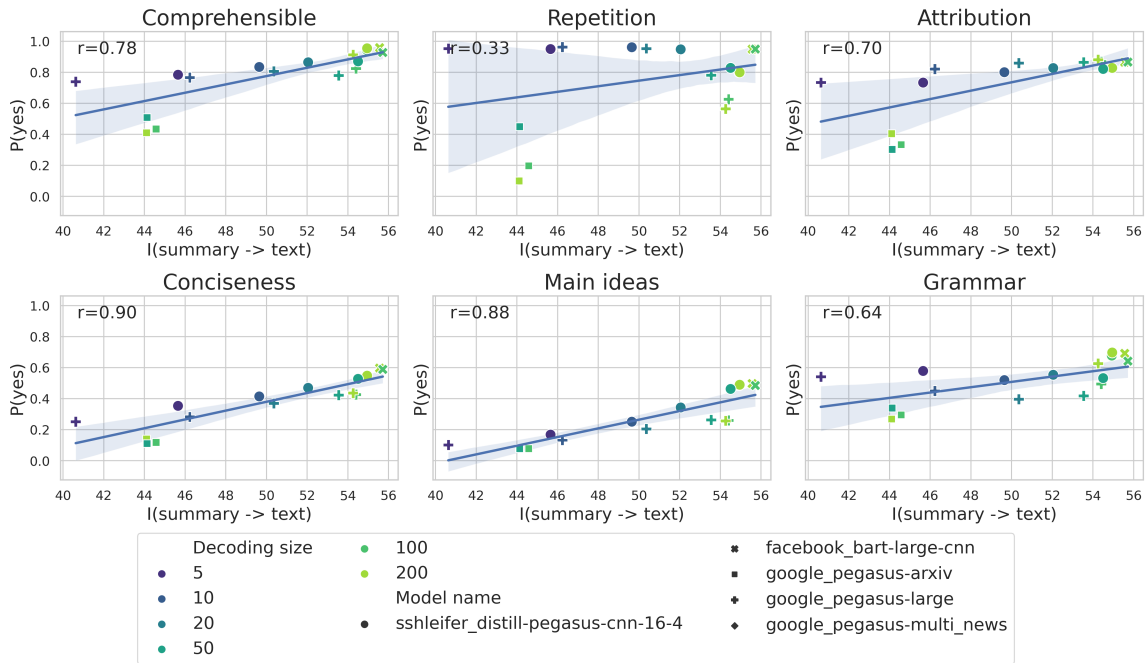 Comprehensible
Repetition
Attribution
r=0.78
r=0.33
r=0.70
P(yes)
1.0
0.8
0.6
0.4
0.2
0.0
P(yes)
P(yes)
40 42 44 46 48 50 52 54 56
40 42 44 46 48 50 52 54 56
40 42 44 46 48 50 52 54 56
I(summary -> text)
I(summary -> text)
I(summary -> text)
Conciseness
Main ideas
Grammar
r=0.90
r=0.88
r=0.64
P(yes)
1.0
0.8
0.6
0.4
0.2
0.0
P(yes)
P(yes)
40 42 44 46 48 50 52 54 56
40 42 44 46 48 50 52 54 56
40 42 44 46 48 50 52 54 56
I(summary -> text)
I(summary -> text)
I(summary -> text)
Decoding size
5
10
20
50
100
200
Model name
sshleifer_distill-pegasus-cnn-16-4
facebook_bart-large-cnn
google_pegasus-arxiv
google_pegasus-large
google_pegasus-multi_news